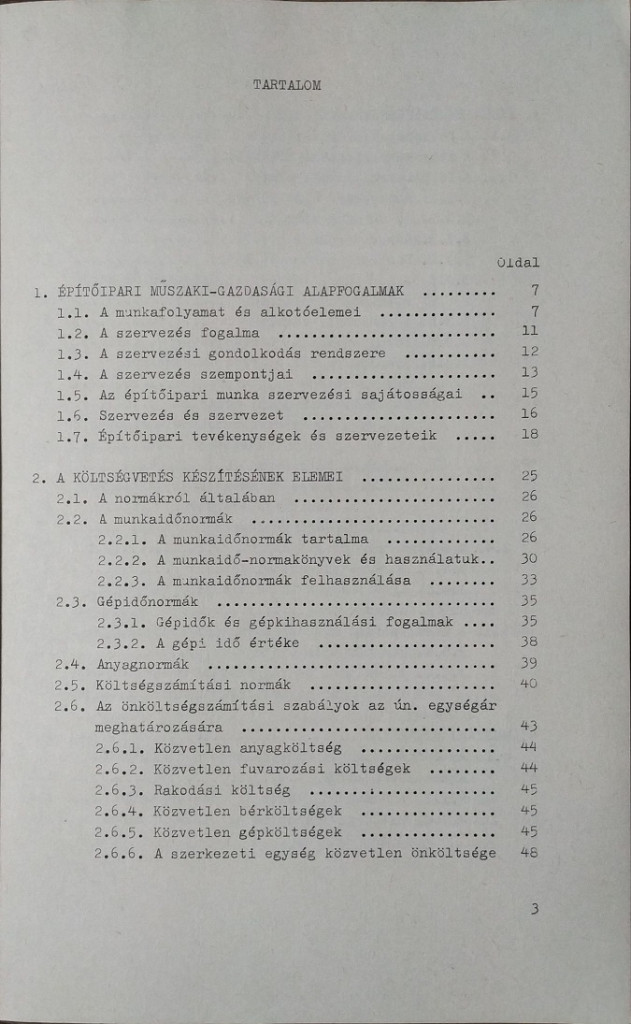 TARTALOM
Oldal
1. ÉPÍTŐIPARI MŰSZAKI-GAZDASÁGI ALAPFOGALMAK ......... 7
1.1. A munkafolyamat és alkotóelemei .............. 7
1.2. A szervezés fogalma .......................... 11
1.3. A szervezési gondolkodás rendszere ........... 12
1.4. A szervezés szempontjai ...................... 13
1.5. Az építőipari munka szervezési sajátosságai .. 15
1.6. Szervezés és szervezet ....................... 16
1.7. Építőipari tevékenységek és szervezeteik ..... 18
2. A KÖLTSÉGVETÉS KÉSZÍTÉSÉNEK ELEMEI ................ 25
2.1. A normákról általában ........................ 26
2.2. A munkaidőnormák ............................. 26
2.2.1. A munkaidőnormák tartalma ............... 26
2.2.2. A munkaidő-normakönyvek és használatuk.. 30
2.2.3. A munkaidőnormák felhasználása ........ 33
2.3. Gépidőnormák ................................. 35
2.3.1. Gépidők és gépkihasználási fogalmak .... 35
2.3.2. A gépi idő értéke ..................... 38
2.4. Anyagnormák .................................. 39
2.5. Költségszámítási normák ...................... 40
2.6. Az önköltségszámítási szabályok az ún. egységár
meghatározására .............................. 43
2.6.1. Közvetlen anyagköltség ................ 44
2.6.2. Közvetlen fuvarozási költségek ........ 44
2.6.3. Rakodási költség ...................... 45
2.6.4. Közvetlen bérköltségek ................ 45
2.6.5. Közvetlen gépköltségek ................ 45
2.6.6. A szerkezeti egység közvetlen önköltsége 48
3